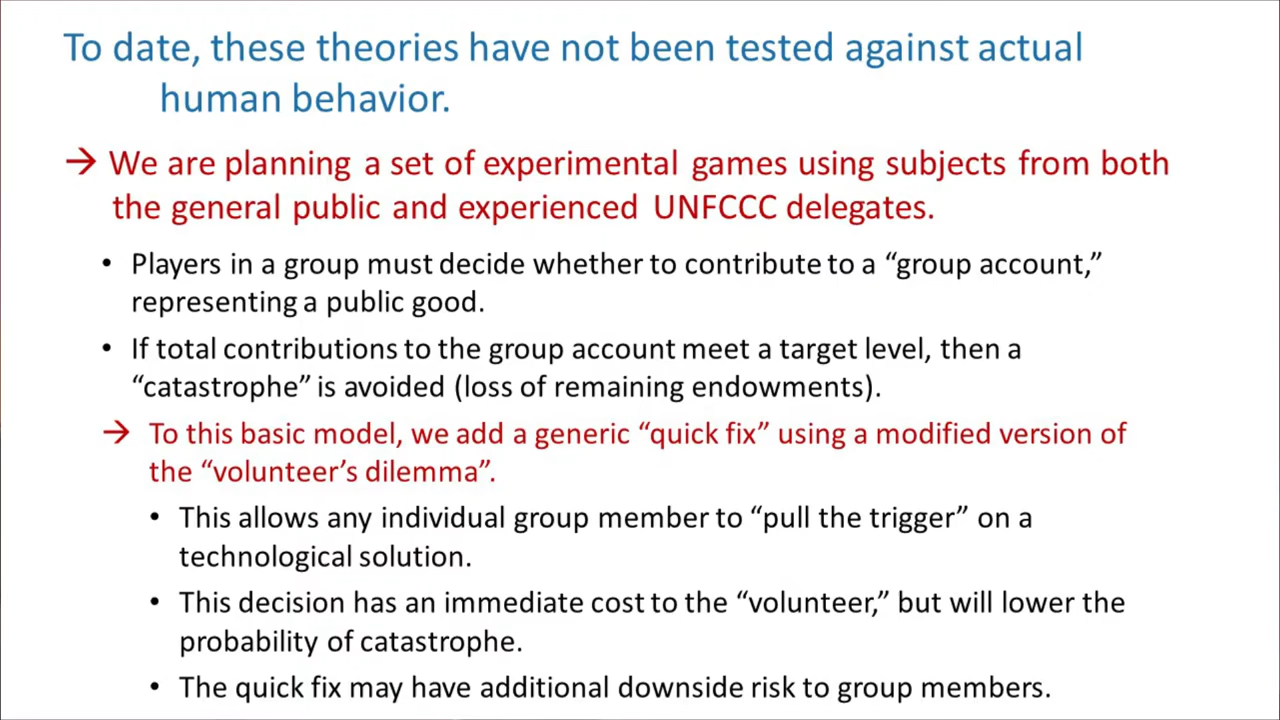 To date, these theories have not been tested against actual
human behavior.
→ We are planning a set of experimental games using subjects from both
the general public and experienced UNFCCC delegates.
• Players in a group must decide whether to contribute to a “group account,”
representing a public good.
• If total contributions to the group account meet a target level, then a
“catastrophe” is avoided (loss of remaining endowments).
→ To this basic model, we add a generic “quick fix” using a modified version of
the “volunteer’s dilemma”.
• This allows any individual group member to “pull the trigger” on a
technological solution.
• This decision has an immediate cost to the “volunteer,” but will lower the
probability of catastrophe.
• The quick fix may have additional downside risk to group members.